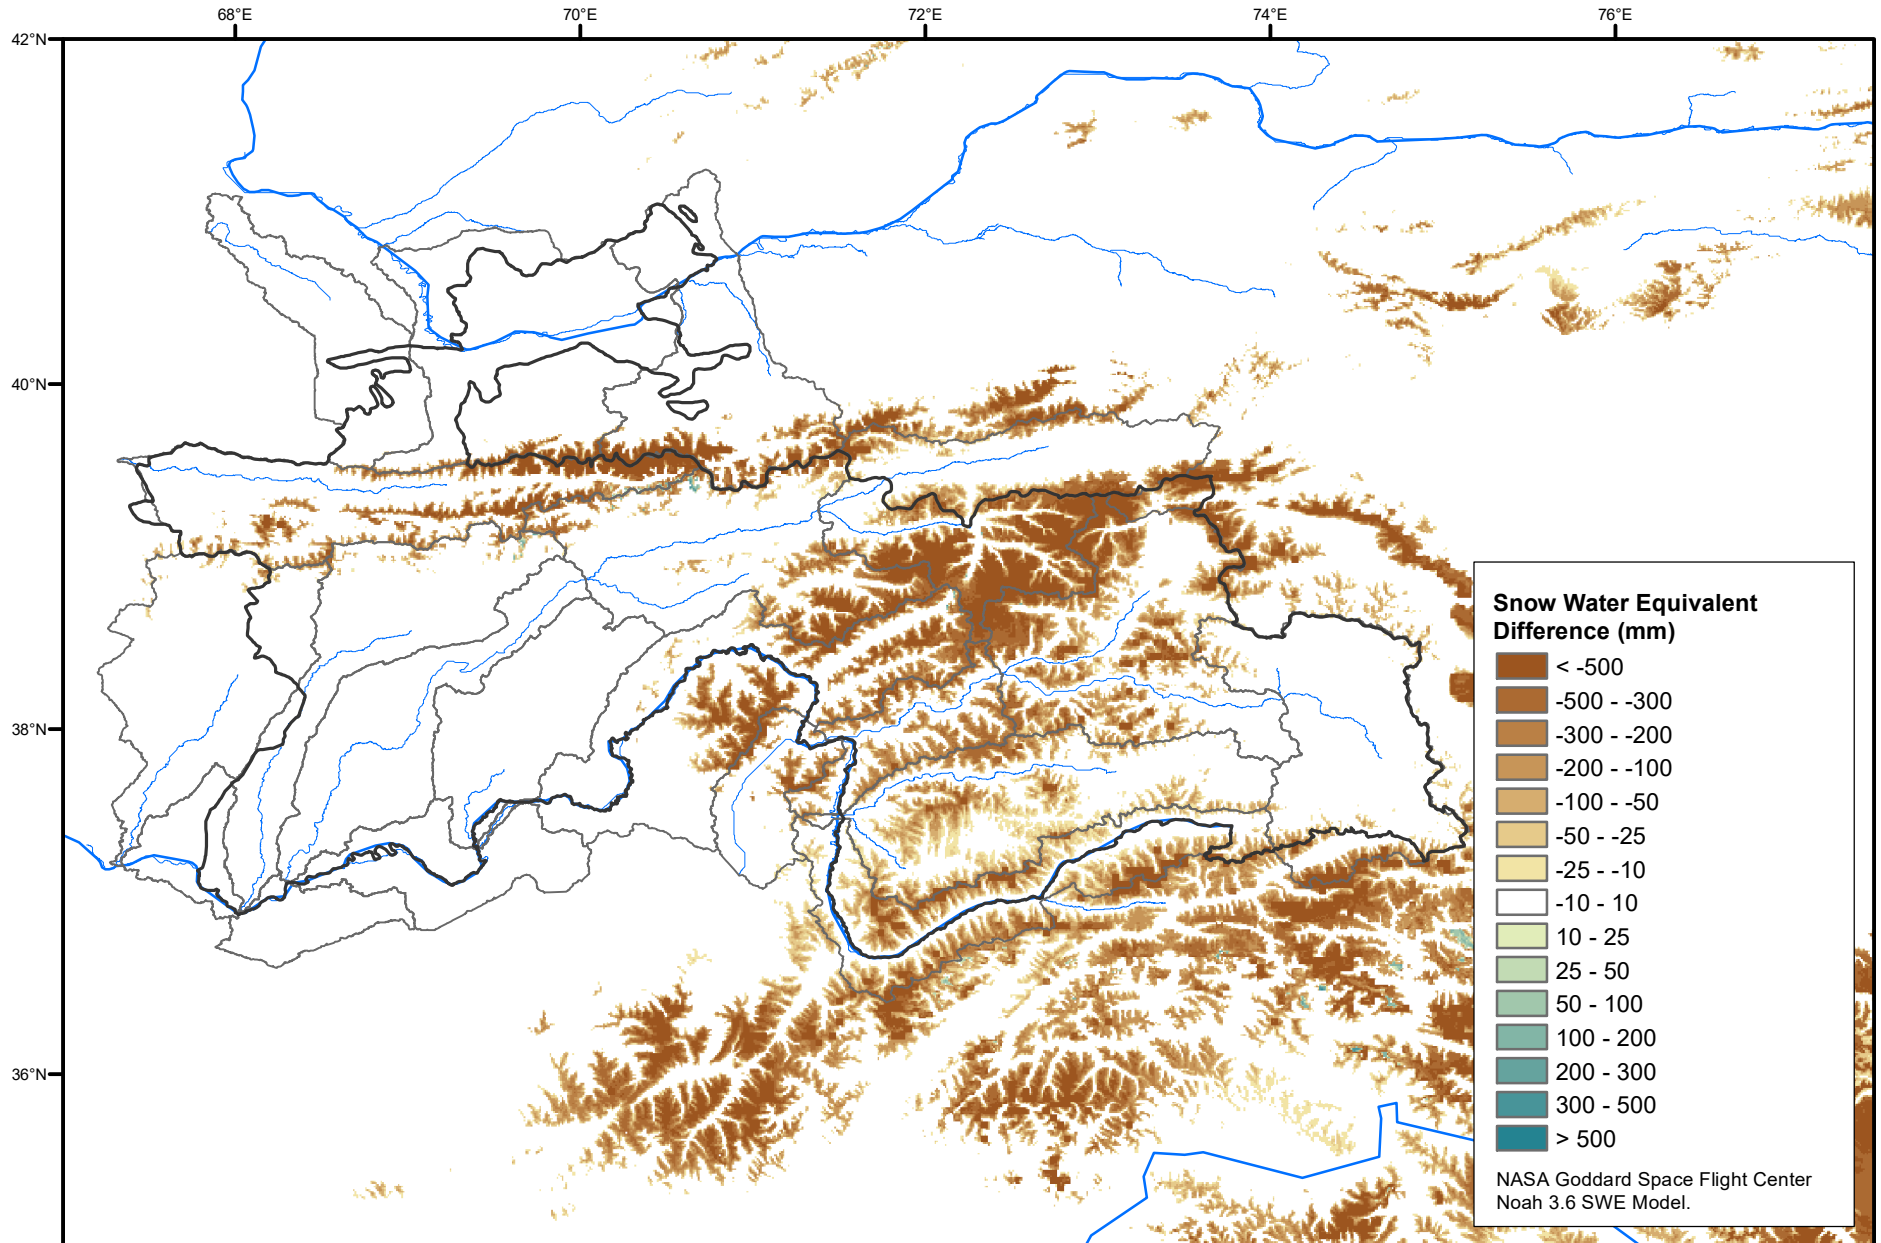 68°E 70°E 72°E 74°E 76°E
42°N
40°N
38°N
36°N
Snow Water Equivalent
Difference (mm)
< -500
-500 - -300
-300 - -200
-200 - -100
-100 - -50
-50 - -25
-25 - -10
-10 - 10
10 - 25
25 - 50
50 - 100
100 - 200
200 - 300
300 - 500
> 500
NASA Goddard Space Flight Center
Noah 3.6 SWE Model.